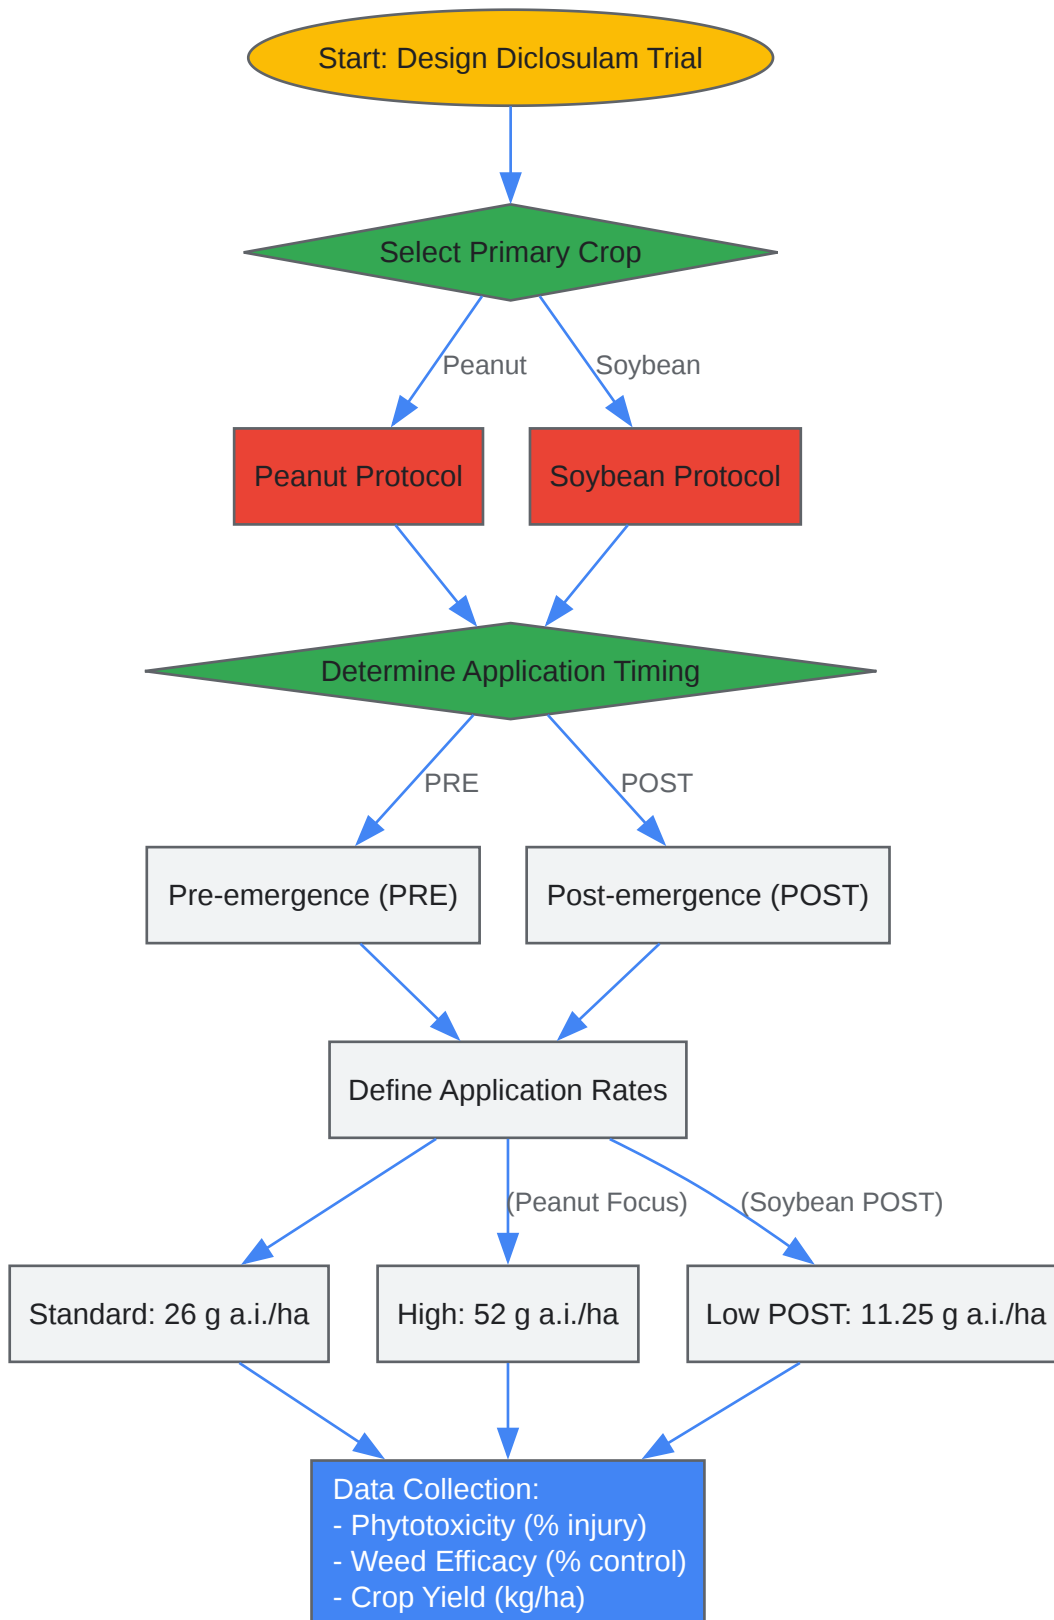 Start: Design Diclosulam Trial
Select Primary Crop
Peanut
Soybean
Peanut Protocol
Soybean Protocol
Determine Application Timing
PRE
POST
Pre-emergence (PRE)
Post-emergence (POST)
Define Application Rates
(Peanut Focus)
(Soybean POST)
Standard: 26 g a.i./ha
High: 52 g a.i./ha
Low POST: 11.25 g a.i./ha
Data Collection:
- Phytotoxicity (% injury)
- Weed Efficacy (% control)
- Crop Yield (kg/ha)